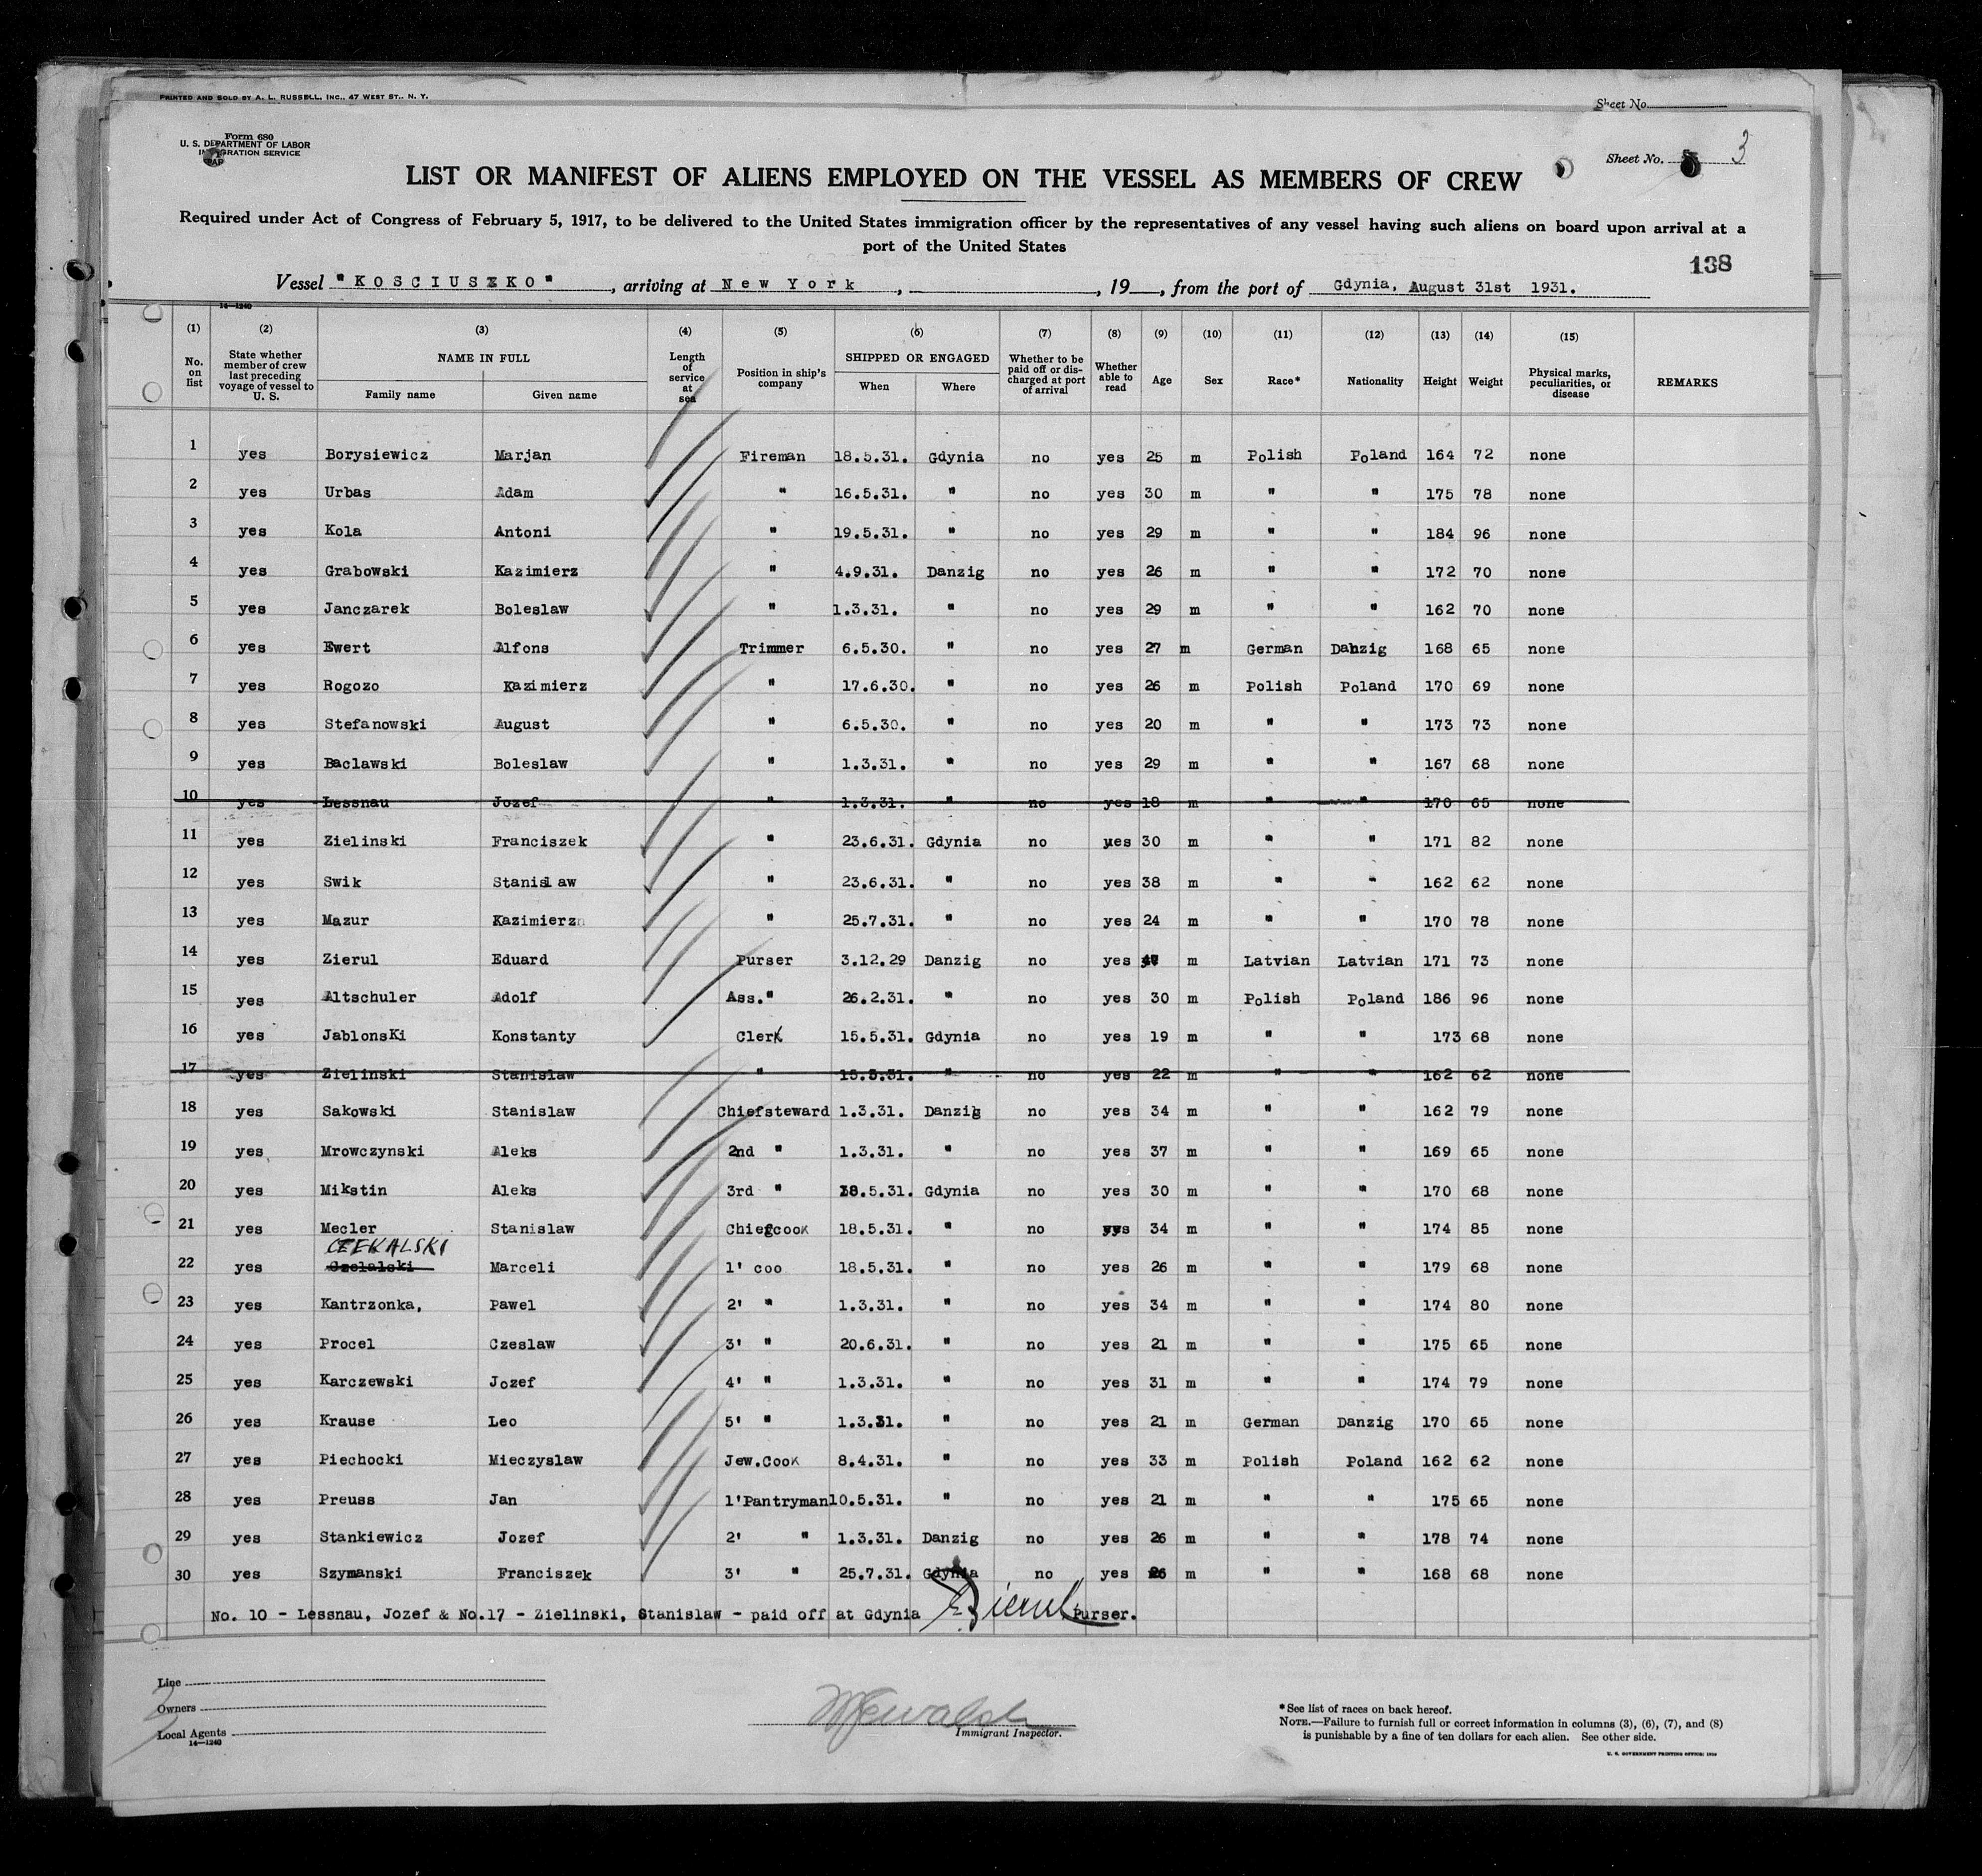 PRINTED AND SOLD BY A. L. RUSSELL, INC., 47 WEST ST., N. Y.
Sheet No.
Form 680
U. S. DEPARTMENT OF LABOR
IMMIGRATION SERVICE
Sheet No. 5 3
LIST OR MANIFEST OF ALIENS EMPLOYED ON THE VESSEL AS MEMBERS OF CREW
Required under Act of Congress of February 5, 1917, to be delivered to the United States immigration officer by the representatives of any vessel having such aliens on board upon arrival at a
port of the United States
138
Vessel "KOSCIUSZKO", arriving at New York, , 19 , from the port of Gdynia, August 31st 1931.
14—1240
(1) (2) (3) (4) (5) (6) (7) (8) (9) (10) (11) (12) (13) (14) (15)
No. on list State whether member of crew last preceding voyage of vessel to U. S. NAME IN FULL Length of service at sea Position in ship's company SHIPPED OR ENGAGED Whether to be paid off or discharged at port of arrival Whether able to read Age Sex Race* Nationality Height Weight Physical marks, peculiarities, or disease REMARKS
Family name Given name When Where
1 yes Borysiewicz Marjan Fireman 18.5.31. Gdynia no yes 25 m Polish Poland 164 72 none
2 yes Urbas Adam " 16.5.31. " no yes 30 m " " 175 78 none
3 yes Kola Antoni " 19.5.31. " no yes 29 m " " 184 96 none
4 yes Grabowski Kazimierz " 4.9.31. Danzig no yes 26 m " " 172 70 none
5 yes Janczarek Boleslaw " 1.3.31. " no yes 29 m " " 162 70 none
6 yes Ewert Alfons Trimmer 6.5.30. " no yes 27 m German Danzig 168 65 none
7 yes Rogozo Kazimierz " 17.6.30. " no yes 26 m Polish Poland 170 69 none
8 yes Stefanowski August " 6.5.30. " no yes 20 m " " 173 73 none
9 yes Baclawski Boleslaw " 1.3.31. " no yes 29 m " " 167 68 none
10 yes Lessnau Jozef " 1.3.31. " no yes 18 m " " 170 65 none
11 yes Zielinski Franciszek " 23.6.31. Gdynia no ues 30 m " " 171 82 none
12 yes Swik Stanislaw " 23.6.31. " no yes 38 m " " 162 62 none
13 yes Mazur Kazimierz " 25.7.31. " no yes 24 m " " 170 78 none
14 yes Zierul Eduard Purser 3.12.29 Danzig no yes m Latvian Latvian 171 73 none
15 yes Altschuler Adolf Ass." 26.2.31. " no yes 30 m Polish Poland 186 96 none
16 yes JablonsKi Konstanty Clerk 15.5.31. Gdynia no yes 19 m " " 173 68 none
17 yes Zielinski Stanislaw " 15.5.31. " no yes 22 m " " 162 62 none
18 yes Sakowski Stanislaw Chiefsteward 1.3.31. Danzig no yes 34 m " " 162 79 none
19 yes Mrowczynski Aleks 2nd " 1.3.31. " no yes 37 m " " 169 65 none
20 yes Mikstin Aleks 3rd " 18.5.31. Gdynia no yes 30 m " " 170 68 none
21 yes Mecler Stanislaw Chiefcook 18.5.31. " no yes 34 m " " 174 85 none
CZEKALSKI
22 yes Czelalski Marceli 1' coo 18.5.31. " no yes 26 m " " 179 68 none
23 yes Kantrzonka, Pawel 2' " 1.3.31. " no yes 34 m " " 174 80 none
24 yes Procel Czeslaw 3' " 20.6.31. " no yes 21 m " " 175 65 none
25 yes Karczewski Jozef 4' " 1.3.31. " no yes 31 m " " 174 79 none
26 yes Krause Leo 5' " 1.3.31. " no yes 21 m German Danzig 170 65 none
27 yes Piechocki Mieczyslaw Jew.Cook 8.4.31. " no yes 33 m Polish Poland 162 62 none
28 yes Preuss Jan 1'Pantryman 10.5.31. " no yes 21 m " " 175 65 none
29 yes Stankiewicz Jozef 2' " 1.3.31. Danzig no yes 26 m " " 178 74 none
30 yes Szymanski Franciszek 3' " 25.7.31. Gdynia no yes 26 m " " 168 68 none
No. 10 - Lessnau, Jozef & No.17 - Zielinski, Stanislaw - paid off at Gdynia E. Zierul Purser.
Line
Owners
Local Agents
14—1240
Immigrant Inspector.
*See list of races on back hereof.
NOTE.—Failure to furnish full or correct information in columns (3), (6), (7), and (8)
is punishable by a fine of ten dollars for each alien. See other side.